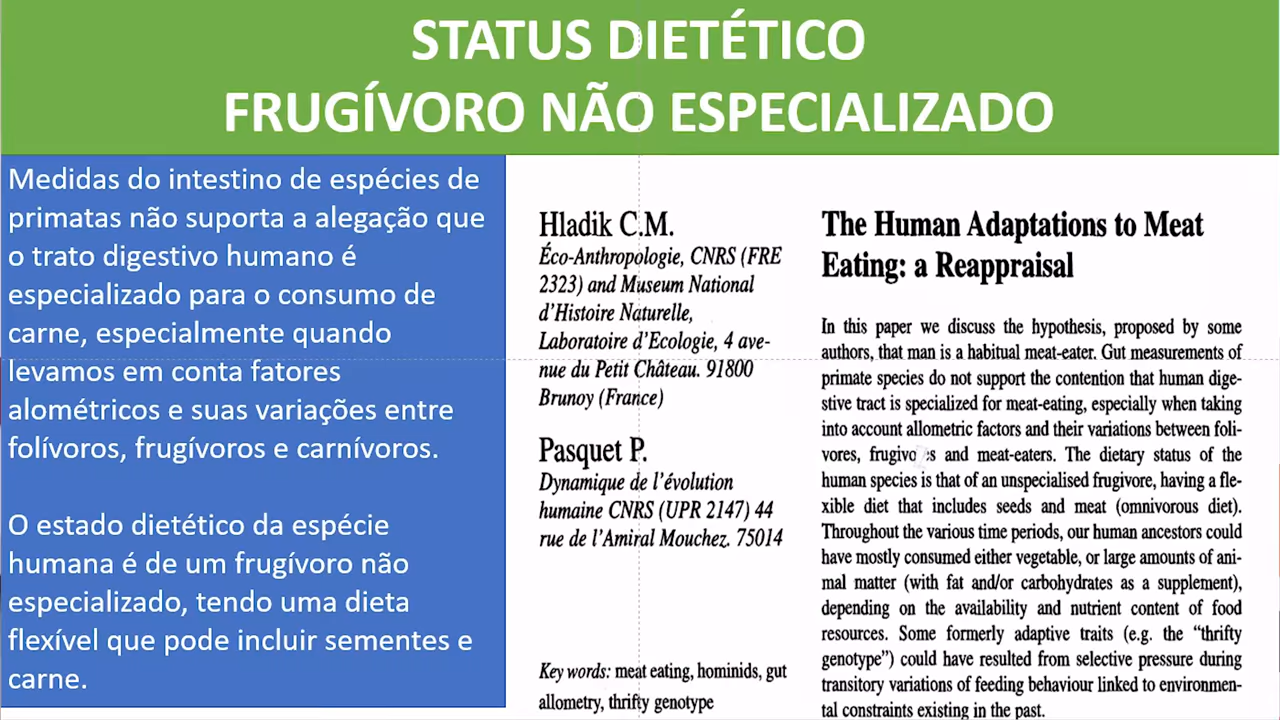 STATUS DIETÉTICO
FRUGÍVORO NÃO ESPECIALIZADO
Medidas do intestino de espécies de
primatas não suporta a alegação que
o trato digestivo humano é
especializado para o consumo de
carne, especialmente quando
levamos em conta fatores
alométricos e suas variações entre
folívoros, frugívoros e carnívoros.
O estado dietético da espécie
humana é de um frugívoro não
especializado, tendo uma dieta
flexível que pode incluir sementes e
carne.
Hladik C.M.
Éco-Anthropologie, CNRS (FRE
2323) and Museum National
d'Histoire Naturelle,
Laboratoire d'Ecologie, 4 ave-
nue du Petit Château. 91800
Brunoy (France)
Pasquet P.
Dynamique de l'évolution
humaine CNRS (UPR 2147) 44
rue de l'Amiral Mouchez. 75014
Key words: meat eating, hominids, gut
allometry, thrifty genotype
The Human Adaptations to Meat
Eating: a Reappraisal
In this paper we discuss the hypothesis, proposed by some
authors, that man is a habitual meat-eater. Gut measurements of
primate species do not support the contention that human dige-
stive tract is specialized for meat-eating, especially when taking
into account allometric factors and their variations between foli-
vores, frugivores and meat-eaters. The dietary status of the
human species is that of an unspecialised frugivore, having a fle-
xible diet that includes seeds and meat (omnivorous diet).
Throughout the various time periods, our human ancestors could
have mostly consumed either vegetable, or large amounts of ani-
mal matter (with fat and/or carbohydrates as a supplement),
depending on the availability and nutrient content of food
resources. Some formerly adaptive traits (e.g. the "thrifty
genotype") could have resulted from selective pressure during
transitory variations of feeding behaviour linked to environmen-
tal constraints existing in the past.